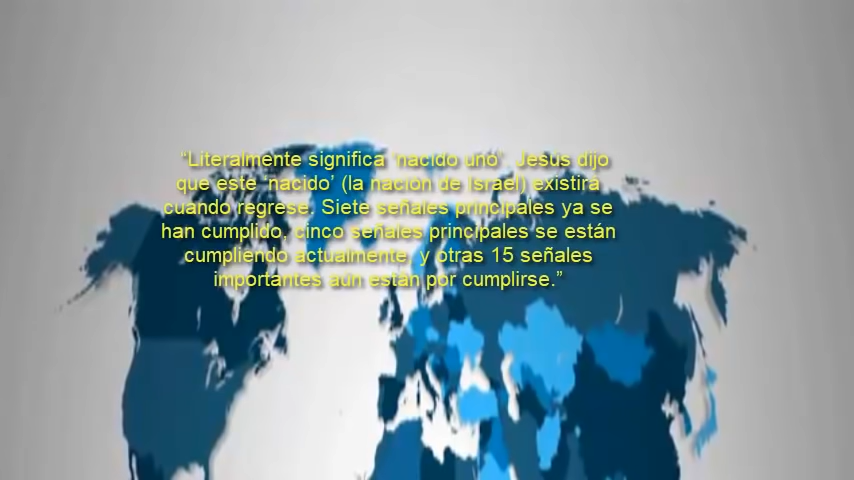 “Literalmente significa ‘nacido uno’. Jesús dijo
que este ‘nacido’ (la nación de Israel) existirá
cuando regrese. Siete señales principales ya se
han cumplido, cinco señales principales se están
cumpliendo actualmente, y otras 15 señales
importantes aún están por cumplirse.”